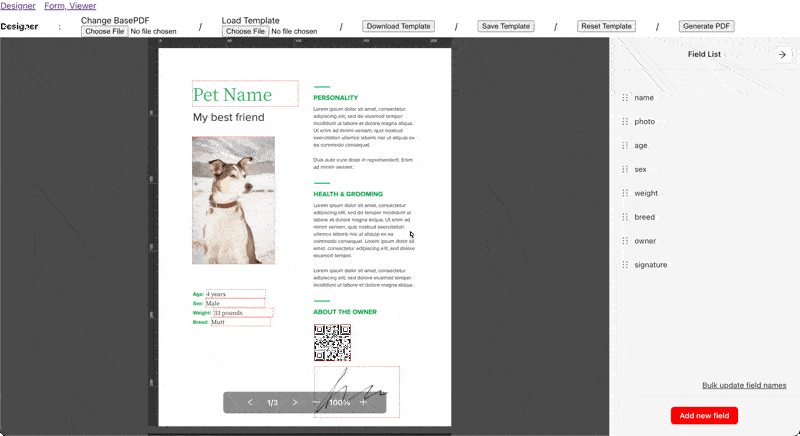 Designer Form, Viewer
Designer : Change BasePDF / Load Template / Download Template / Save Template / Reset Template / Generate PDF
Choose File No file chosen Choose File No file chosen
Pet Name
My best friend
Age: 4 years
Sex: Male
Weight: 33 pounds
Breed: Mutt
PERSONALITY
Lorem ipsum dolor sit amet, consectetur
adipiscing elit, sed do eiusmod tempor
incididunt ut labore et dolore magna aliqua.
Ut enim ad minim veniam, quis nostrud
exercitation ullamco laboris nisi ut aliquip ex
ea commodo consequat.
Duis aute irure dolor in reprehenderit. Enim
ad minim veniam.
HEALTH & GROOMING
Lorem ipsum dolor sit amet, consectetur
adipiscing elit, sed do eiusmod tempor
incididunt ut labore et dolore magna aliqua.
Ut enim ad minim veniam, quis nostrud
exercitation ullamco laboris nisi ut aliquip ex ea
commodo consequat. Lorem ipsum dolor sit
amet, consectetur adipiscing elit, sed do
eiusmod tempor.
Lorem ipsum dolor sit amet, consectetur
adipiscing elit, sed do eiusmod tempor
incididunt ut labore et dolore magna aliqua.
ABOUT THE OWNER
1/3 100%
Field List
name
photo
age
sex
weight
breed
owner
signature
Bulk update field names
Add new field